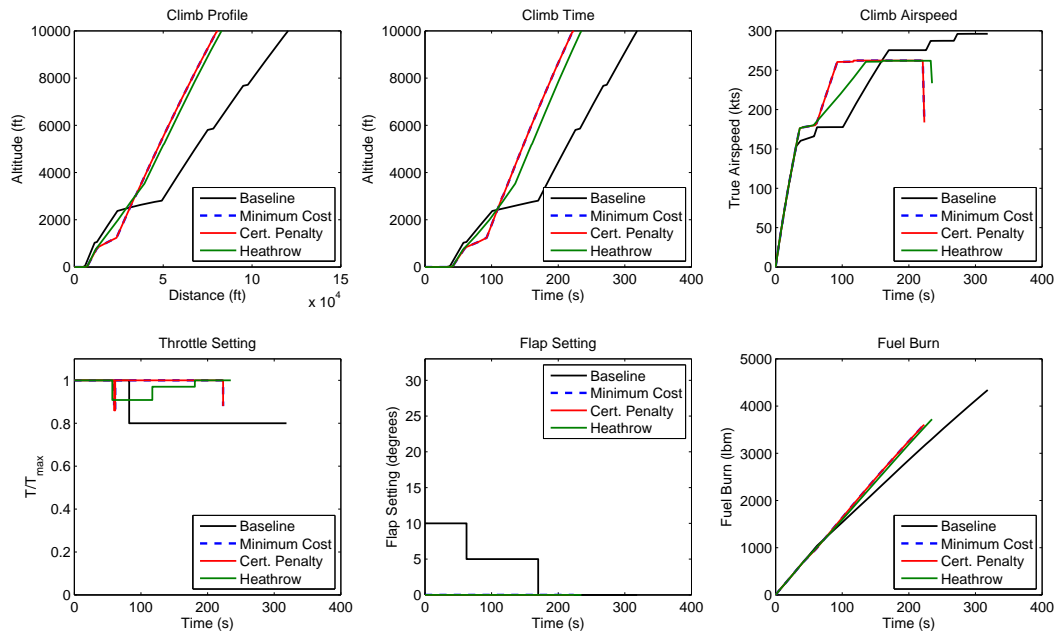 Climb Profile
Altitude (ft)
10000
8000
6000
4000
2000
0
0
5
10
15
x 10^4
Distance (ft)
Baseline
Minimum Cost
Cert. Penalty
Heathrow
Climb Time
Altitude (ft)
10000
8000
6000
4000
2000
0
0
100
200
300
400
Time (s)
Baseline
Minimum Cost
Cert. Penalty
Heathrow
Climb Airspeed
True Airspeed (kts)
300
250
200
150
100
50
0
0
100
200
300
400
Time (s)
Baseline
Minimum Cost
Cert. Penalty
Heathrow
Throttle Setting
T/T_max
1
0.8
0.6
0.4
0.2
0
0
100
200
300
400
Time (s)
Baseline
Minimum Cost
Cert. Penalty
Heathrow
Flap Setting
Flap Setting (degrees)
30
25
20
15
10
5
0
0
100
200
300
400
Time (s)
Baseline
Minimum Cost
Cert. Penalty
Heathrow
Fuel Burn
Fuel Burn (lbm)
5000
4000
3000
2000
1000
0
0
100
200
300
400
Time (s)
Baseline
Minimum Cost
Cert. Penalty
Heathrow